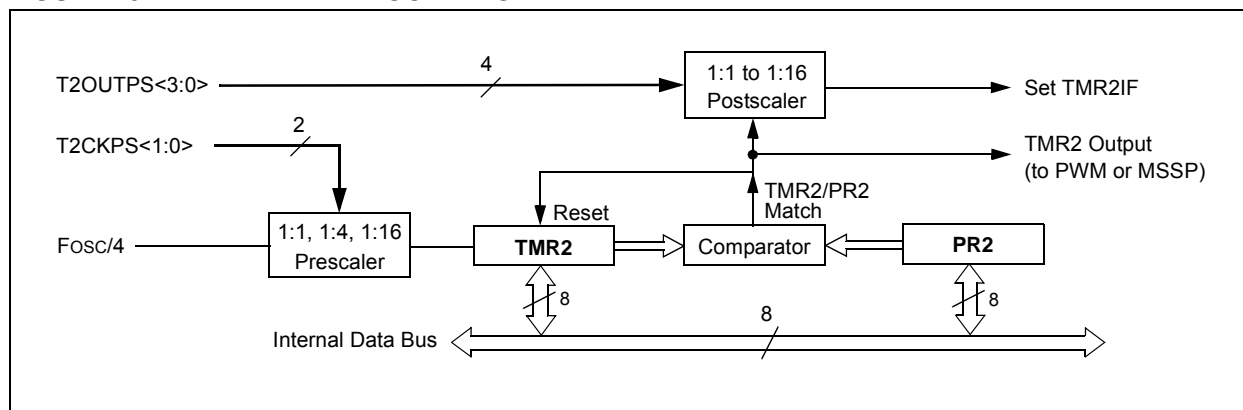 4
1:1 to 1:16
Postscaler
T2OUTPS<3:0>
Set TMR2IF
2
T2CKPS<1:0>
TMR2 Output
(to PWM or MSSP)
TMR2/PR2
Match
Reset
1:1, 1:4, 1:16
Prescaler
FOSC/4
TMR2
Comparator
PR2
8
8
8
Internal Data Bus